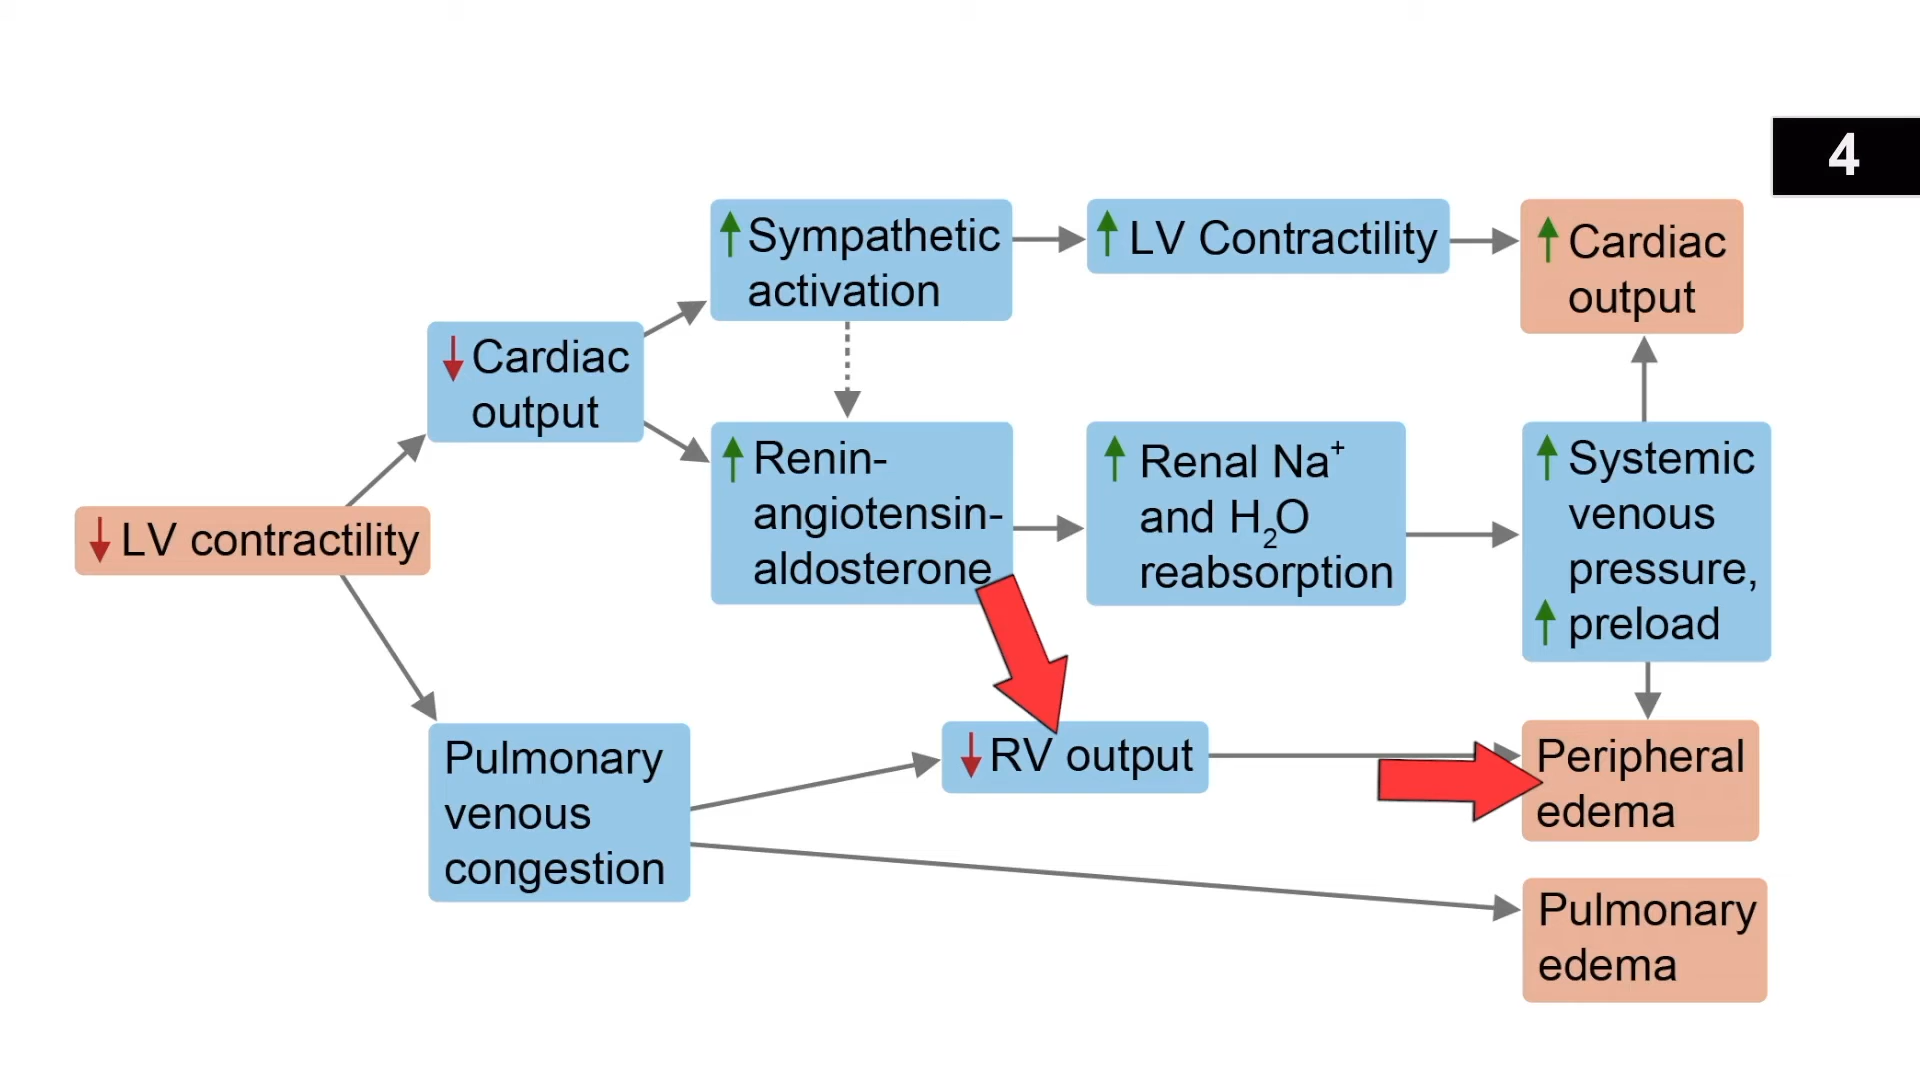 4
↑ Sympathetic
activation
↑ LV Contractility
↑ Cardiac
output
↓ Cardiac
output
↑ Renin-
angiotensin-
aldosterone
↑ Renal Na⁺
and H₂O
reabsorption
↑ Systemic
venous
pressure,
↑ preload
↓ LV contractility
Pulmonary
venous
congestion
↓ RV output
Peripheral
edema
Pulmonary
edema